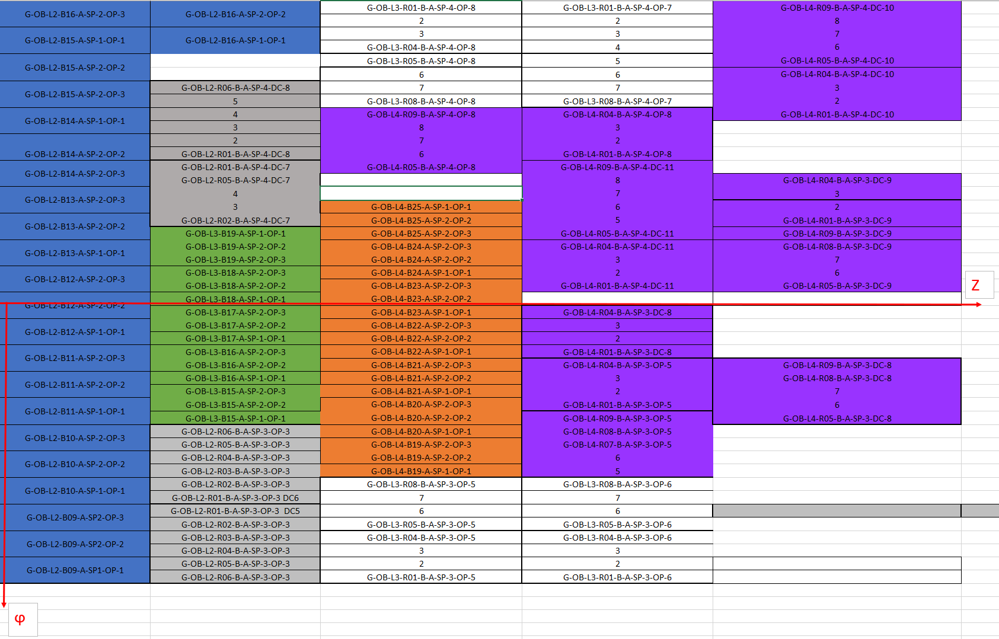 G-OB-L2-B16-A-SP-2-OP-3
G-OB-L2-B15-A-SP-1-OP-1
G-OB-L2-B15-A-SP-2-OP-2
G-OB-L2-B15-A-SP-2-OP-3
G-OB-L2-B14-A-SP-1-OP-1
G-OB-L2-B14-A-SP-2-OP-2
G-OB-L2-B14-A-SP-2-OP-3
G-OB-L2-B13-A-SP-2-OP-3
G-OB-L2-B13-A-SP-2-OP-2
G-OB-L2-B13-A-SP-1-OP-1
G-OB-L2-B12-A-SP-2-OP-3
G-OB-L2-B12-A-SP-2-OP-2
G-OB-L2-B12-A-SP-1-OP-1
G-OB-L2-B11-A-SP-2-OP-3
G-OB-L2-B11-A-SP-2-OP-2
G-OB-L2-B11-A-SP-1-OP-1
G-OB-L2-B10-A-SP-2-OP-3
G-OB-L2-B10-A-SP-2-OP-2
G-OB-L2-B10-A-SP-1-OP-1
G-OB-L2-B09-A-SP2-OP-3
G-OB-L2-B09-A-SP2-OP-2
G-OB-L2-B09-A-SP1-OP-1
G-OB-L2-B16-A-SP-2-OP-2
G-OB-L2-B16-A-SP-1-OP-1
G-OB-L2-R06-B-A-SP-4-DC-8
5
4
3
2
G-OB-L2-R01-B-A-SP-4-DC-8
G-OB-L2-R01-B-A-SP-4-DC-7
G-OB-L2-R05-B-A-SP-4-DC-7
4
3
G-OB-L2-R02-B-A-SP-4-DC-7
G-OB-L3-B19-A-SP-1-OP-1
G-OB-L3-B19-A-SP-2-OP-2
G-OB-L3-B19-A-SP-2-OP-3
G-OB-L3-B18-A-SP-2-OP-3
G-OB-L3-B18-A-SP-2-OP-2
G-OB-L3-B18-A-SP-1-OP-1
G-OB-L3-B17-A-SP-2-OP-3
G-OB-L3-B17-A-SP-2-OP-2
G-OB-L3-B17-A-SP-1-OP-1
G-OB-L3-B16-A-SP-2-OP-3
G-OB-L3-B16-A-SP-2-OP-2
G-OB-L3-B16-A-SP-1-OP-1
G-OB-L3-B15-A-SP-2-OP-3
G-OB-L3-B15-A-SP-2-OP-2
G-OB-L3-B15-A-SP-1-OP-1
G-OB-L2-R06-B-A-SP-3-OP-3
G-OB-L2-R05-B-A-SP-3-OP-3
G-OB-L2-R04-B-A-SP-3-OP-3
G-OB-L2-R03-B-A-SP-3-OP-3
G-OB-L2-R02-B-A-SP-3-OP-3
G-OB-L2-R01-B-A-SP-3-OP-3 DC6
G-OB-L2-R01-B-A-SP-3-OP-3 DC5
G-OB-L2-R02-B-A-SP-3-OP-3
G-OB-L2-R03-B-A-SP-3-OP-3
G-OB-L2-R04-B-A-SP-3-OP-3
G-OB-L2-R05-B-A-SP-3-OP-3
G-OB-L2-R06-B-A-SP-3-OP-3
G-OB-L3-R01-B-A-SP-4-OP-8
2
3
G-OB-L3-R04-B-A-SP-4-OP-8
G-OB-L3-R05-B-A-SP-4-OP-8
6
7
G-OB-L3-R08-B-A-SP-4-OP-8
G-OB-L4-R09-B-A-SP-4-OP-8
8
7
6
G-OB-L4-R05-B-A-SP-4-OP-8
G-OB-L4-B25-A-SP-1-OP-1
G-OB-L4-B25-A-SP-2-OP-2
G-OB-L4-B25-A-SP-2-OP-3
G-OB-L4-B24-A-SP-2-OP-3
G-OB-L4-B24-A-SP-2-OP-2
G-OB-L4-B24-A-SP-1-OP-1
G-OB-L4-B23-A-SP-2-OP-3
G-OB-L4-B23-A-SP-2-OP-2
G-OB-L4-B23-A-SP-1-OP-1
G-OB-L4-B22-A-SP-2-OP-3
G-OB-L4-B22-A-SP-2-OP-2
G-OB-L4-B22-A-SP-1-OP-1
G-OB-L4-B21-A-SP-2-OP-3
G-OB-L4-B21-A-SP-2-OP-2
G-OB-L4-B21-A-SP-1-OP-1
G-OB-L4-B20-A-SP-2-OP-3
G-OB-L4-B20-A-SP-2-OP-2
G-OB-L4-B20-A-SP-1-OP-1
G-OB-L4-B19-A-SP-2-OP-3
G-OB-L4-B19-A-SP-2-OP-2
G-OB-L4-B19-A-SP-1-OP-1
G-OB-L3-R08-B-A-SP-3-OP-5
7
6
G-OB-L3-R05-B-A-SP-3-OP-5
G-OB-L3-R04-B-A-SP-3-OP-5
3
2
G-OB-L3-R01-B-A-SP-3-OP-5
G-OB-L3-R01-B-A-SP-4-OP-7
2
3
4
5
6
7
G-OB-L3-R08-B-A-SP-4-OP-7
G-OB-L4-R04-B-A-SP-4-OP-8
3
2
G-OB-L4-R01-B-A-SP-4-OP-8
G-OB-L4-R09-B-A-SP-4-DC-11
8
7
6
5
G-OB-L4-R05-B-A-SP-4-DC-11
G-OB-L4-R04-B-A-SP-4-DC-11
3
2
G-OB-L4-R01-B-A-SP-4-DC-11
G-OB-L4-R04-B-A-SP-3-DC-8
3
2
G-OB-L4-R01-B-A-SP-3-DC-8
G-OB-L4-R04-B-A-SP-3-OP-5
3
2
G-OB-L4-R01-B-A-SP-3-OP-5
G-OB-L4-R09-B-A-SP-3-OP-5
G-OB-L4-R08-B-A-SP-3-OP-5
G-OB-L4-R07-B-A-SP-3-OP-5
6
5
G-OB-L3-R08-B-A-SP-3-OP-6
7
6
G-OB-L3-R05-B-A-SP-3-OP-6
G-OB-L3-R04-B-A-SP-3-OP-6
3
2
G-OB-L3-R01-B-A-SP-3-OP-6
G-OB-L4-R09-B-A-SP-4-DC-10
8
7
6
G-OB-L4-R05-B-A-SP-4-DC-10
G-OB-L4-R04-B-A-SP-4-DC-10
3
2
G-OB-L4-R01-B-A-SP-4-DC-10
G-OB-L4-R04-B-A-SP-3-DC-9
3
2
G-OB-L4-R01-B-A-SP-3-DC-9
G-OB-L4-R09-B-A-SP-3-DC-9
G-OB-L4-R08-B-A-SP-3-DC-9
7
6
G-OB-L4-R05-B-A-SP-3-DC-9
G-OB-L4-R09-B-A-SP-3-DC-8
G-OB-L4-R08-B-A-SP-3-DC-8
7
6
G-OB-L4-R05-B-A-SP-3-DC-8
Z
φ